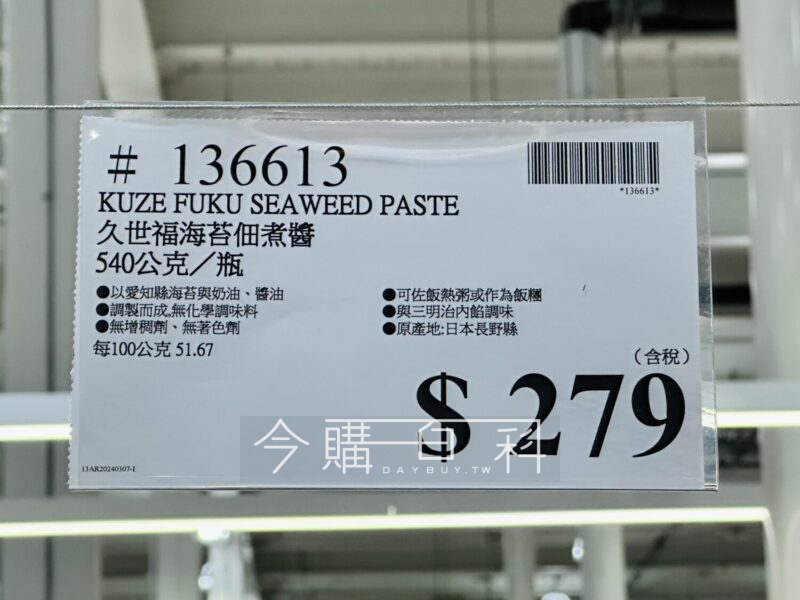 # 136613
*136613*
KUZE FUKU SEAWEED PASTE
久世福海苔佃煮醬
540公克／瓶
●以愛知縣海苔與奶油、醬油
●調製而成,無化學調味料
●無增稠劑、無著色劑
●可佐飯熱粥或作為飯糰
●與三明治內餡調味
●原產地:日本長野縣
每100公克 51.67
(含稅)
$ 279
今購百科
DAYBUY.TW
13AR20240307-1